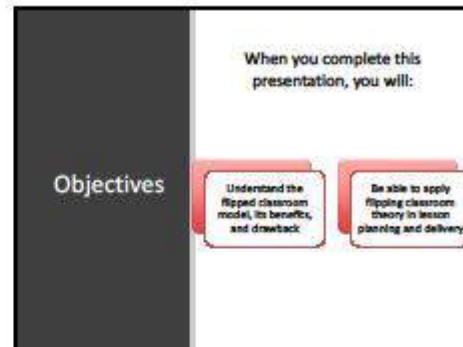 When you complete this
presentation, you will:
Objectives
Understand the
flipped classroom
model, its benefits,
and drawback
Be able to apply
flipping classroom
theory in lesson
planning and delivery